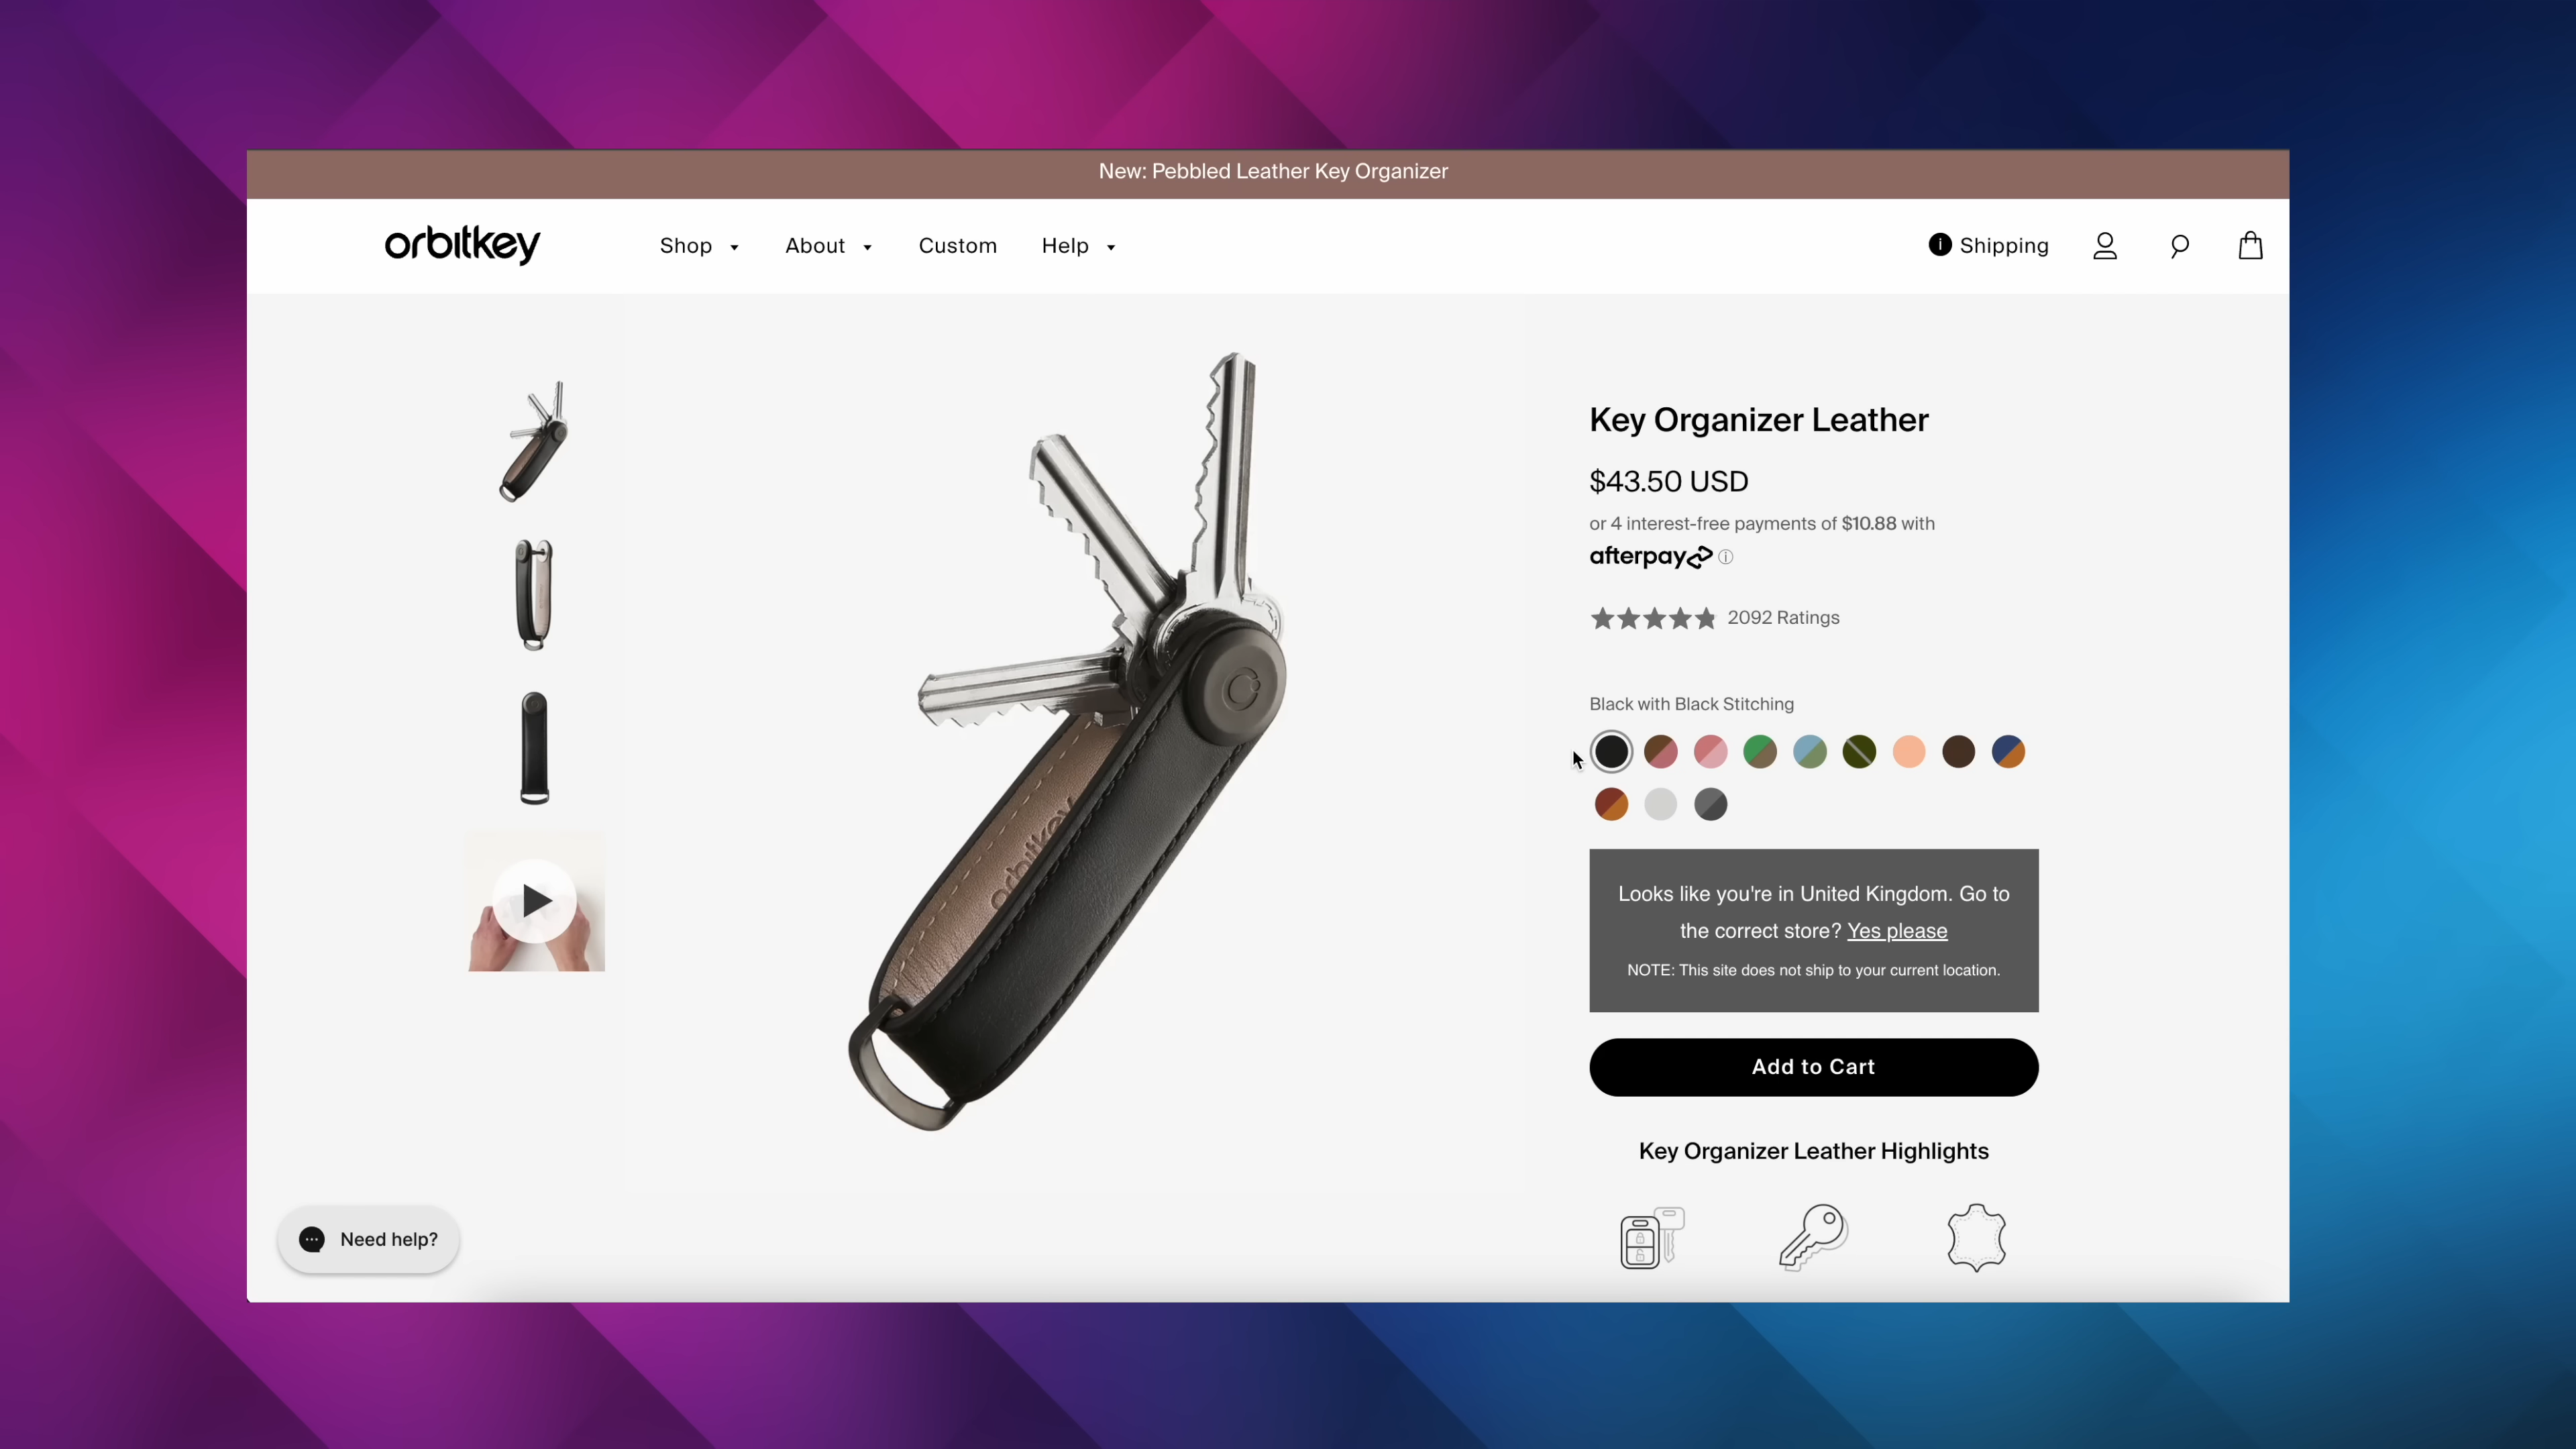 New: Pebbled Leather Key Organizer
orbitkey
Shop
About
Custom
Help
Shipping
Key Organizer Leather
$43.50 USD
or 4 interest-free payments of $10.88 with
afterpay
2092 Ratings
Black with Black Stitching
orbitkey
Looks like you're in United Kingdom. Go to
the correct store? Yes please
NOTE: This site does not ship to your current location.
Add to Cart
Key Organizer Leather Highlights
Need help?